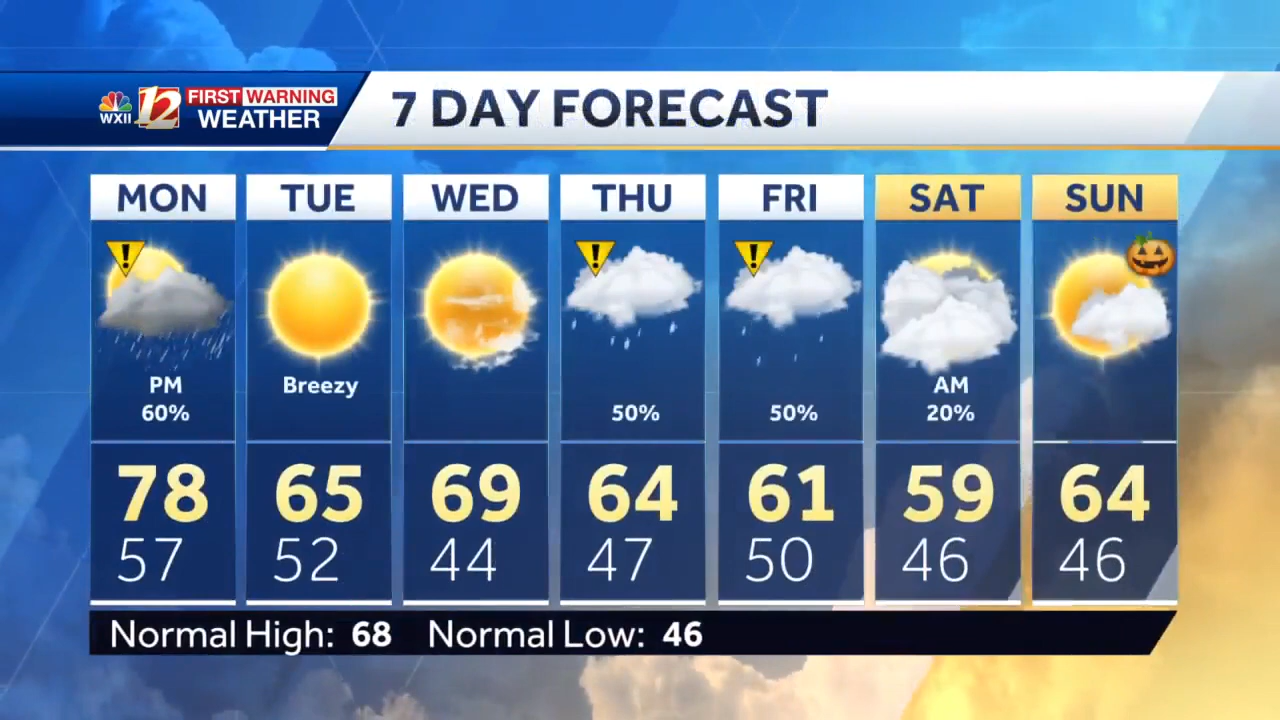 WXII 12 FIRST WARNING
WEATHER
7 DAY FORECAST
MON TUE WED THU FRI SAT SUN
! ! !
PM Breezy AM
60% 50% 50% 20%
78 65 69 64 61 59 64
57 52 44 47 50 46 46
Normal High: 68 Normal Low: 46